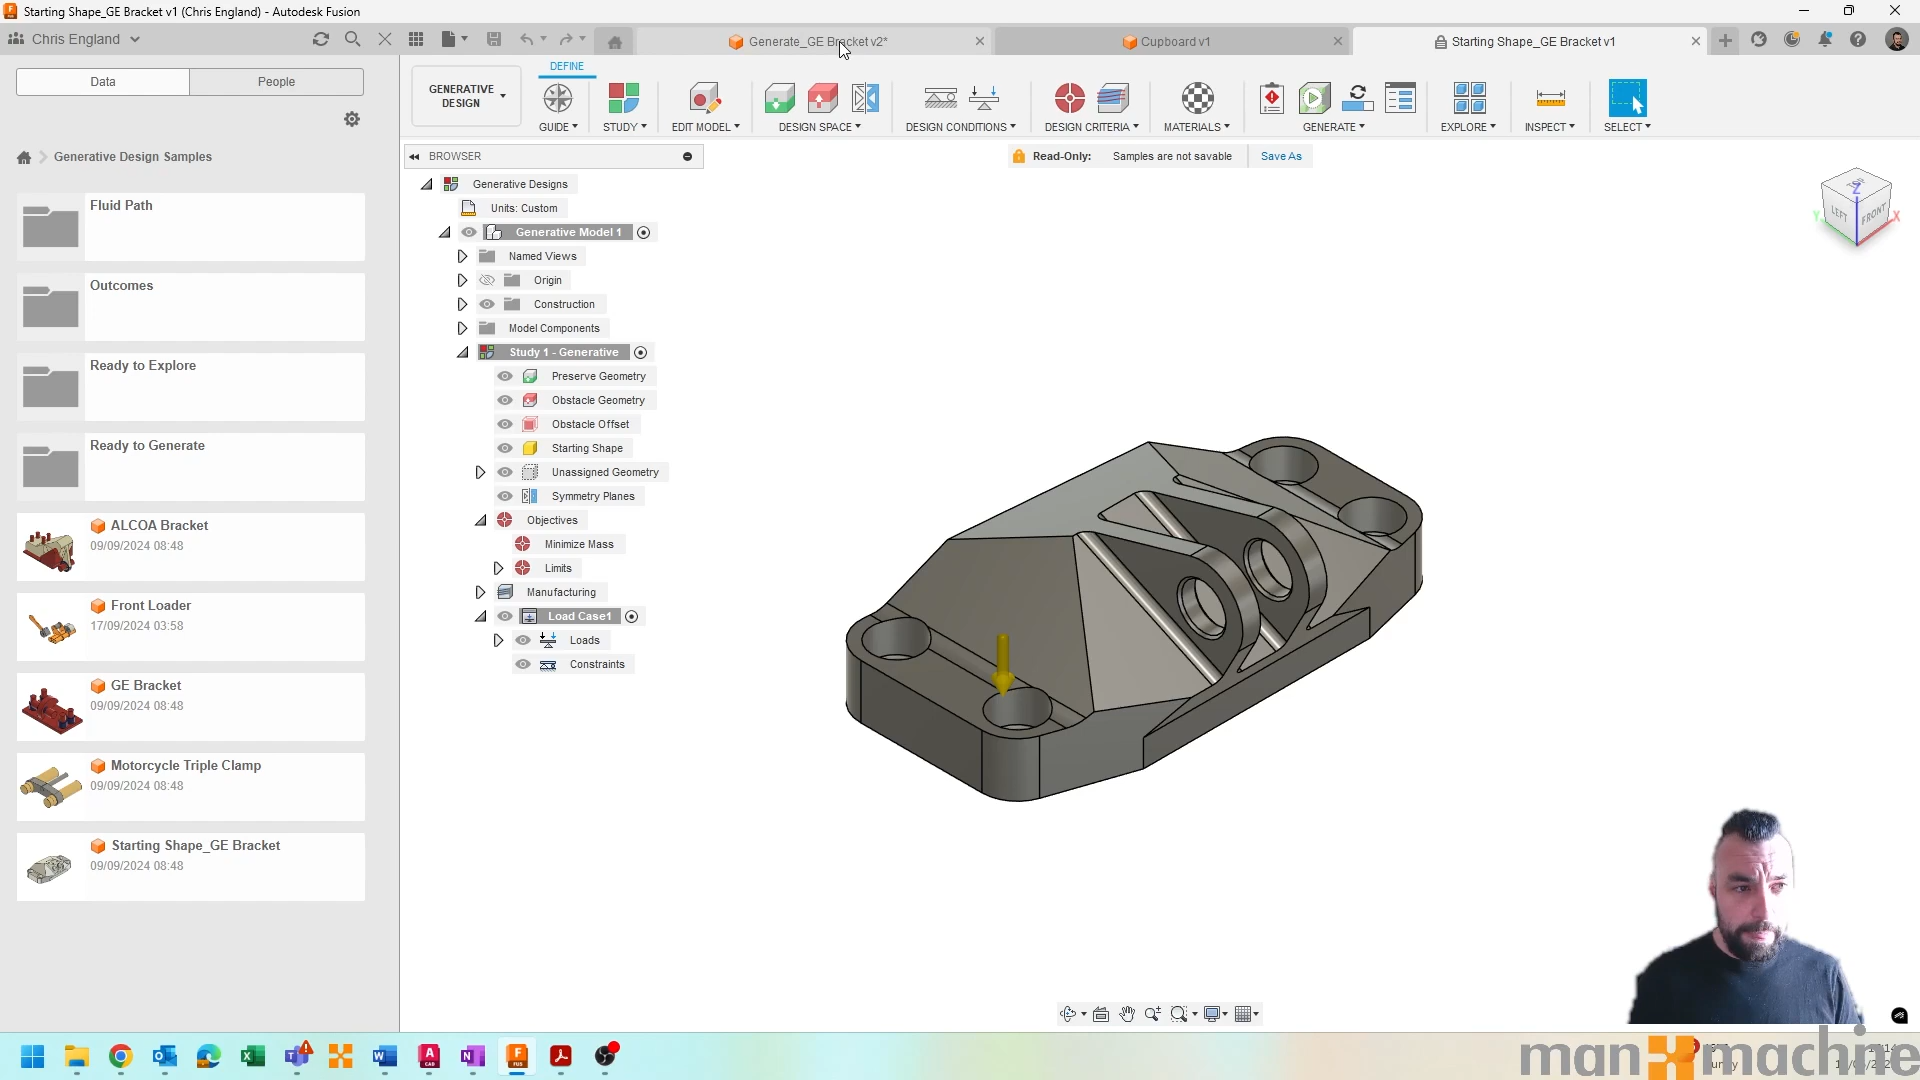 Starting Shape_GE Bracket v1 (Chris England) - Autodesk Fusion
Chris England
Generate_GE Bracket v2*
Cupboard v1
Starting Shape_GE Bracket v1
Data
People
Generative Design Samples
Fluid Path
Outcomes
Ready to Explore
Ready to Generate
ALCOA Bracket
09/09/2024 08:48
Front Loader
17/09/2024 03:58
GE Bracket
09/09/2024 08:48
Motorcycle Triple Clamp
09/09/2024 08:48
Starting Shape_GE Bracket
09/09/2024 08:48
GENERATIVE
DESIGN
DEFINE
GUIDE
STUDY
EDIT MODEL
DESIGN SPACE
DESIGN CONDITIONS
DESIGN CRITERIA
MATERIALS
GENERATE
EXPLORE
INSPECT
SELECT
BROWSER
Read-Only: Samples are not savable Save As
Generative Designs
Units: Custom
Generative Model 1
Named Views
Origin
Construction
Model Components
Study 1 - Generative
Preserve Geometry
Obstacle Geometry
Obstacle Offset
Starting Shape
Unassigned Geometry
Symmetry Planes
Objectives
Minimize Mass
Limits
Manufacturing
Load Case1
Loads
Constraints
Z
LEFT
FRONT
Y
X
man machine